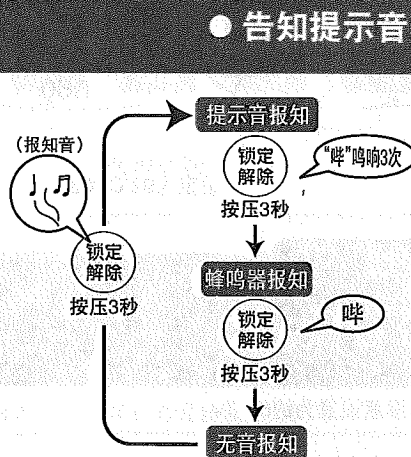 ● 告知提示音
提示音报知
(报知音)
锁定
解除
“哔”鸣响3次
按压3秒
锁定
解除
按压3秒
蜂鸣器报知
锁定
解除
哔
按压3秒
无音报知